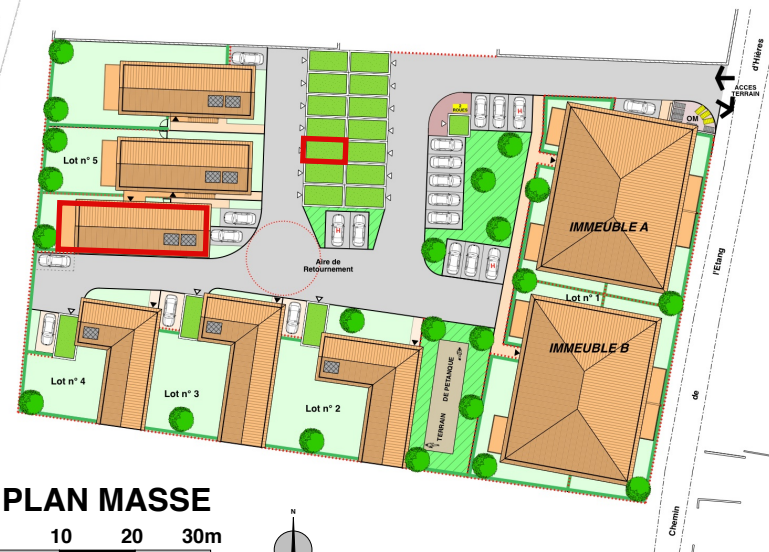 d'Hières
ACCES
TERRAIN
2
ROUES
H
OM
Lot n° 5
IMMEUBLE A
H
H
Aire de
Retournement
l'Etang
Lot n° 1
IMMEUBLE B
Lot n° 4
Lot n° 3
Lot n° 2
TERRAIN DE PETANQUE
de
Chemin
PLAN MASSE
10 20 30m
N